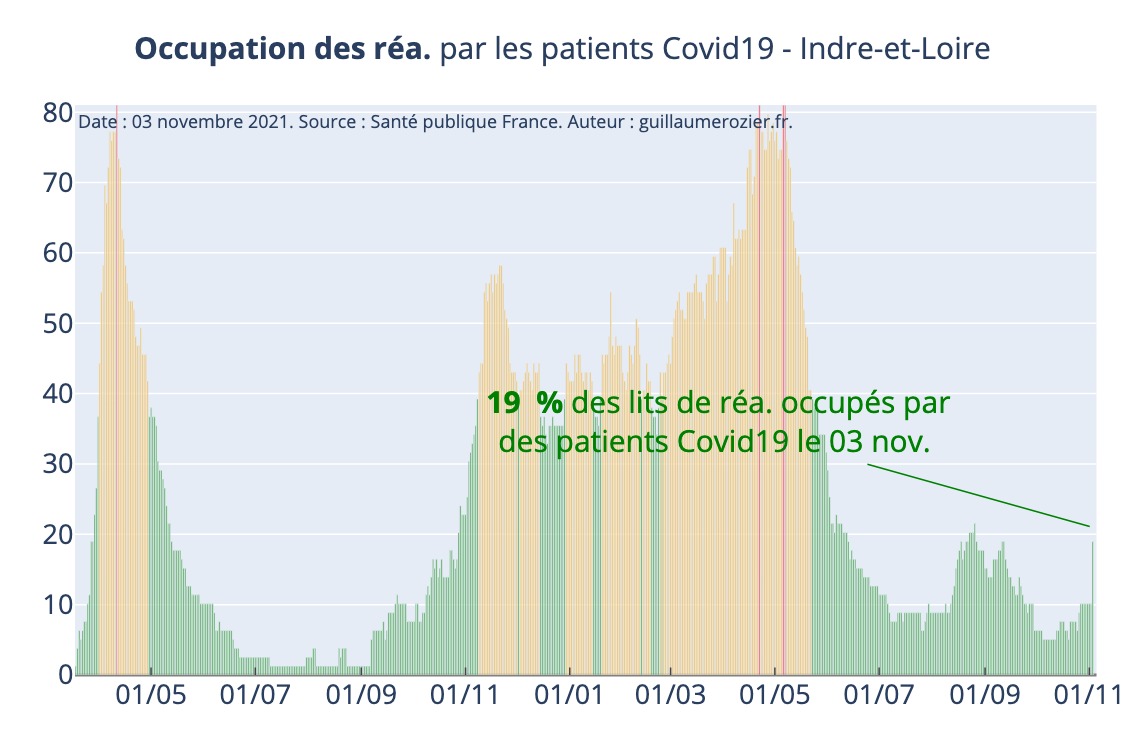 Occupation des réa. par les patients Covid19 - Indre-et-Loire
80
Date : 03 novembre 2021. Source : Santé publique France. Auteur : guillaumerozier.fr.
70
60
50
40
19 % des lits de réa. occupés par
des patients Covid19 le 03 nov.
30
20
10
0
01/05 01/07 01/09 01/11 01/01 01/03 01/05 01/07 01/09 01/11